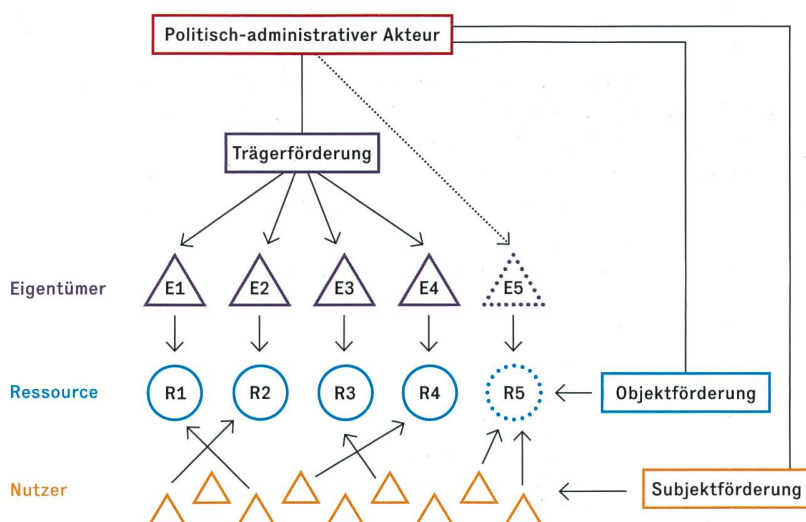 Politisch-administrativer Akteur
Trägerförderung
Eigentümer
E1
E2
E3
E4
E5
Ressource
R1
R2
R3
R4
R5
Objektförderung
Nutzer
Subjektförderung